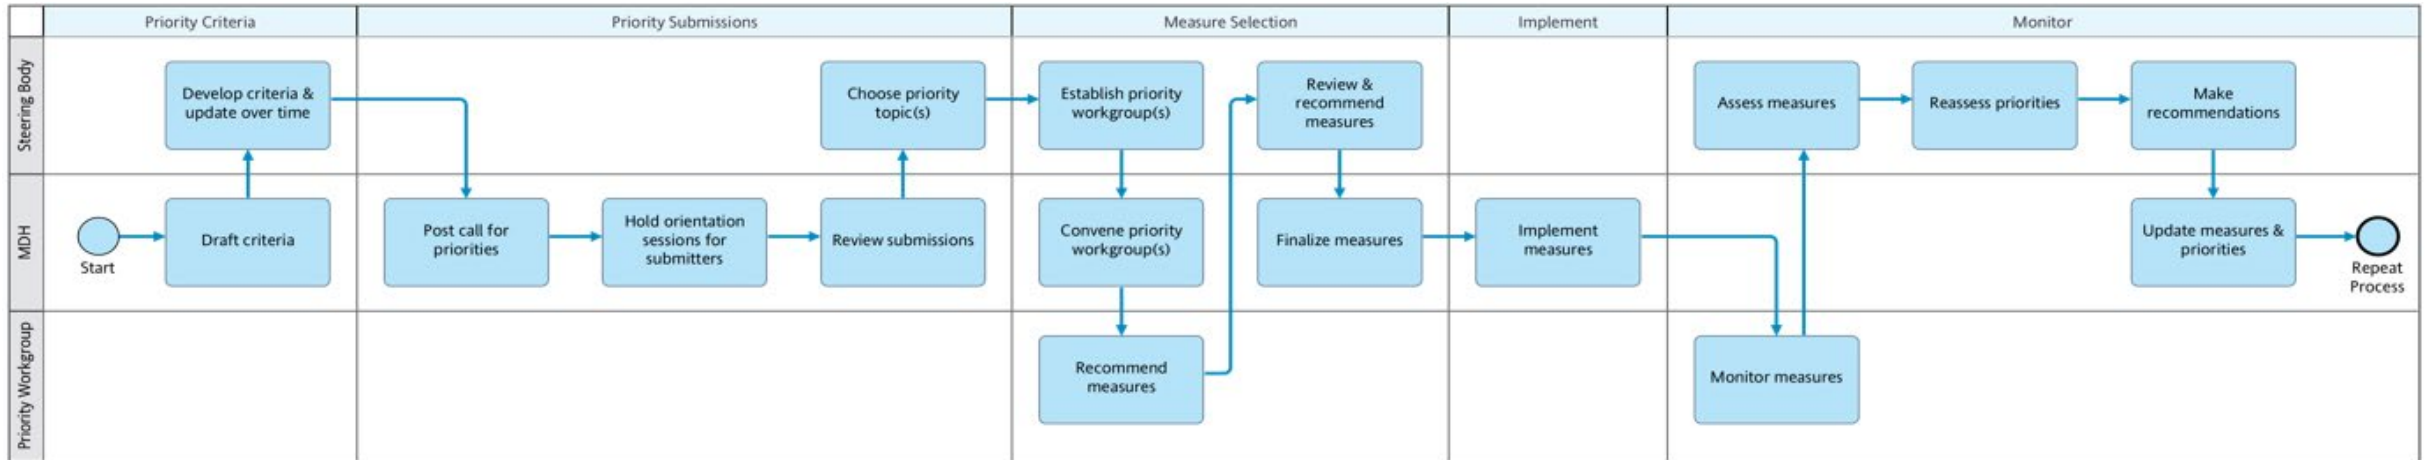 Priority Criteria
Priority Submissions
Measure Selection
Implement
Monitor
Steering Body
Develop criteria &
update over time
Choose priority
topic(s)
Establish priority
workgroup(s)
Review &
recommend
measures
Assess measures
Reassess priorities
Make
recommendations
MDH
Start
Draft criteria
Post call for
priorities
Hold orientation
sessions for
submitters
Review submissions
Convene priority
workgroup(s)
Finalize measures
Implement
measures
Update measures &
priorities
Repeat
Process
Priority Workgroup
Recommend
measures
Monitor measures